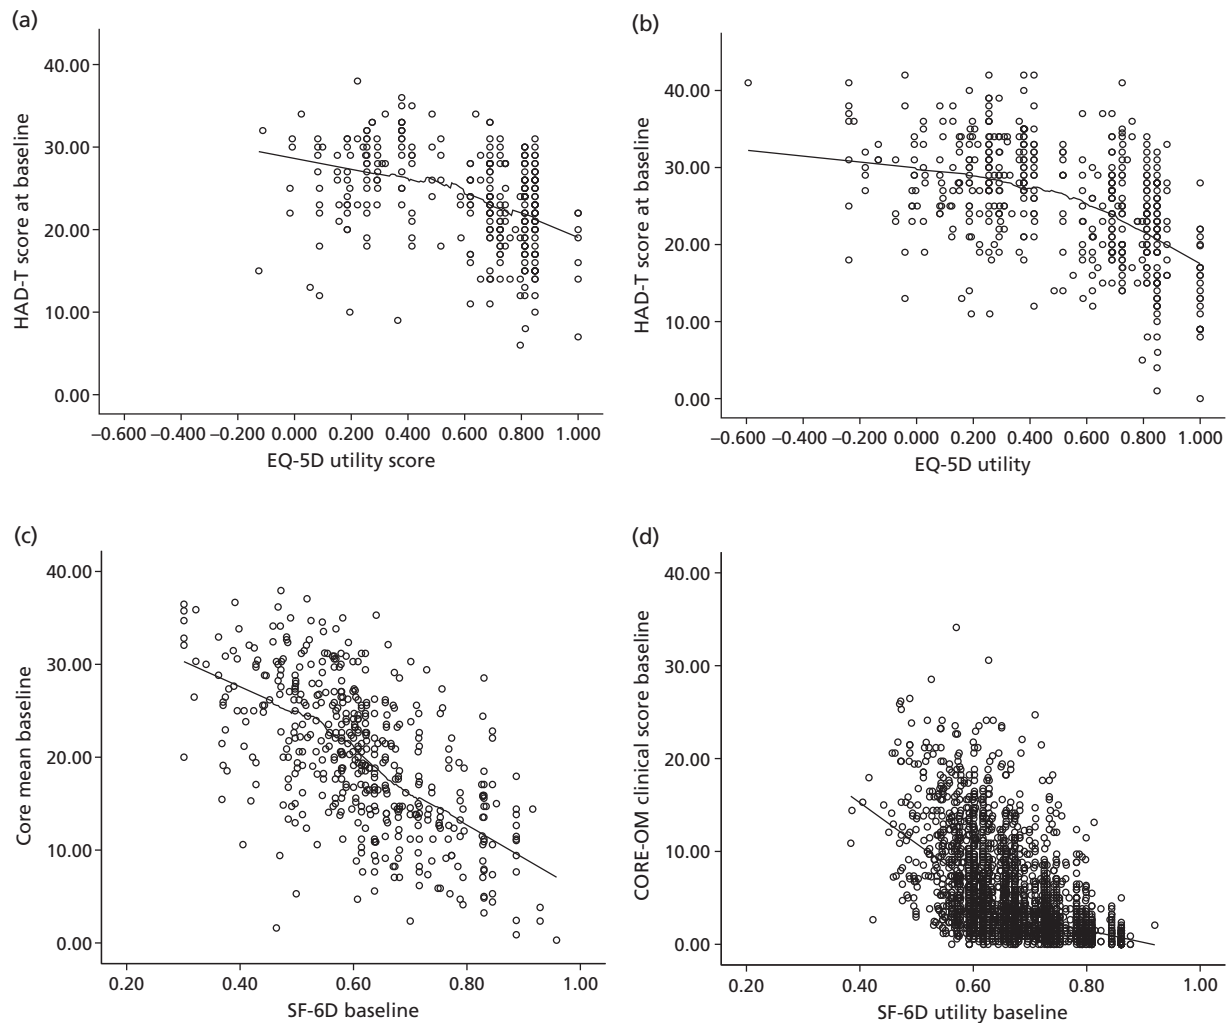 (a)
HAD-T score at baseline
40.00
30.00
20.00
10.00
0.00
−0.600 −0.400 −0.200 0.000 0.200 0.400 0.600 0.800 1.000
EQ-5D utility score
(b)
HAD-T score at baseline
40.00
30.00
20.00
10.00
0.00
−0.600 −0.400 −0.200 0.000 0.200 0.400 0.600 0.800 1.000
EQ-5D utility
(c)
Core mean baseline
40.00
30.00
20.00
10.00
0.00
0.20 0.40 0.60 0.80 1.00
SF-6D baseline
(d)
CORE-OM clinical score baseline
40.00
30.00
20.00
10.00
0.00
0.20 0.40 0.60 0.80 1.00
SF-6D utility baseline